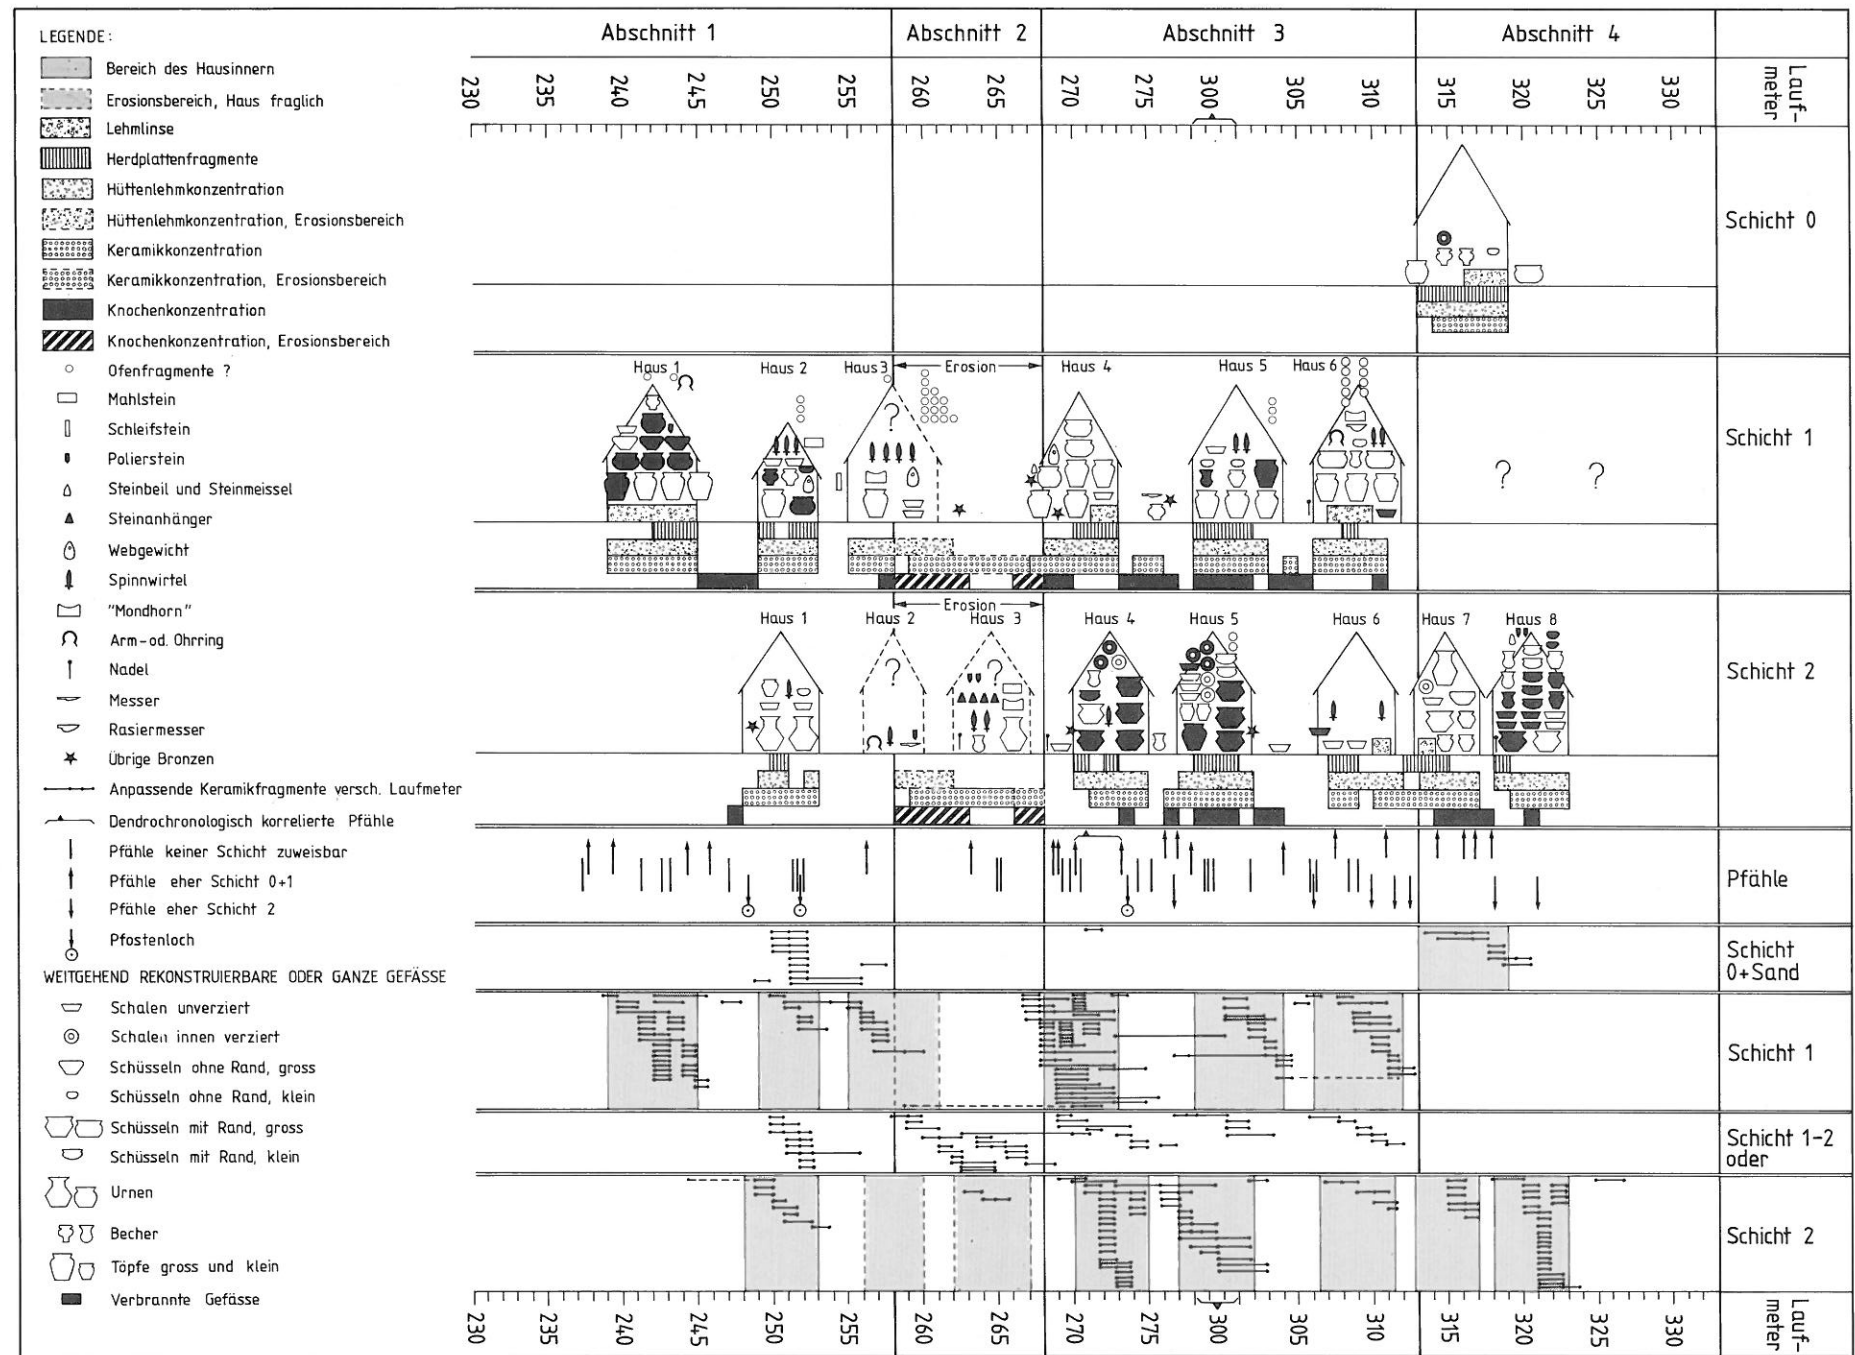 LEGENDE:
Bereich des Hausinnern
Erosionsbereich, Haus fraglich
Lehmlinse
Herdplattenfragmente
Hüttenlehmkonzentration
Hüttenlehmkonzentration, Erosionsbereich
Keramikkonzentration
Keramikkonzentration, Erosionsbereich
Knochenkonzentration
Knochenkonzentration, Erosionsbereich
Ofenfragmente ?
Mahlstein
Schleifstein
Polierstein
Steinbeil und Steinmeissel
Steinanhänger
Webgewicht
Spinnwirtel
"Mondhorn"
Arm-od. Ohrring
Nadel
Messer
Rasiermesser
Übrige Bronzen
Anpassende Keramikfragmente versch. Laufmeter
Dendrochronologisch korrelierte Pfähle
Pfähle keiner Schicht zuweisbar
Pfähle eher Schicht 0+1
Pfähle eher Schicht 2
Pfostenloch
WEITGEHEND REKONSTRUIERBARE ODER GANZE GEFÄSSE
Schalen unverziert
Schalen innen verziert
Schüsseln ohne Rand, gross
Schüsseln ohne Rand, klein
Schüsseln mit Rand, gross
Schüsseln mit Rand, klein
Urnen
Becher
Töpfe gross und klein
Verbrannte Gefässe
Abschnitt 1 Abschnitt 2 Abschnitt 3 Abschnitt 4
230 235 240 245 250 255 260 265 270 275 300 305 310 315 320 325 330
Lauf-
meter
Schicht 0
Haus 1 Haus 2 Haus 3 Erosion Haus 4 Haus 5 Haus 6
?
? ?
Schicht 1
Erosion
Haus 1 Haus 2 Haus 3 Haus 4 Haus 5 Haus 6 Haus 7 Haus 8
? ?
Schicht 2
Pfähle
Schicht
0+Sand
Schicht 1
Schicht 1-2
oder
Schicht 2
230 235 240 245 250 255 260 265 270 275 300 305 310 315 320 325 330
Lauf-
meter